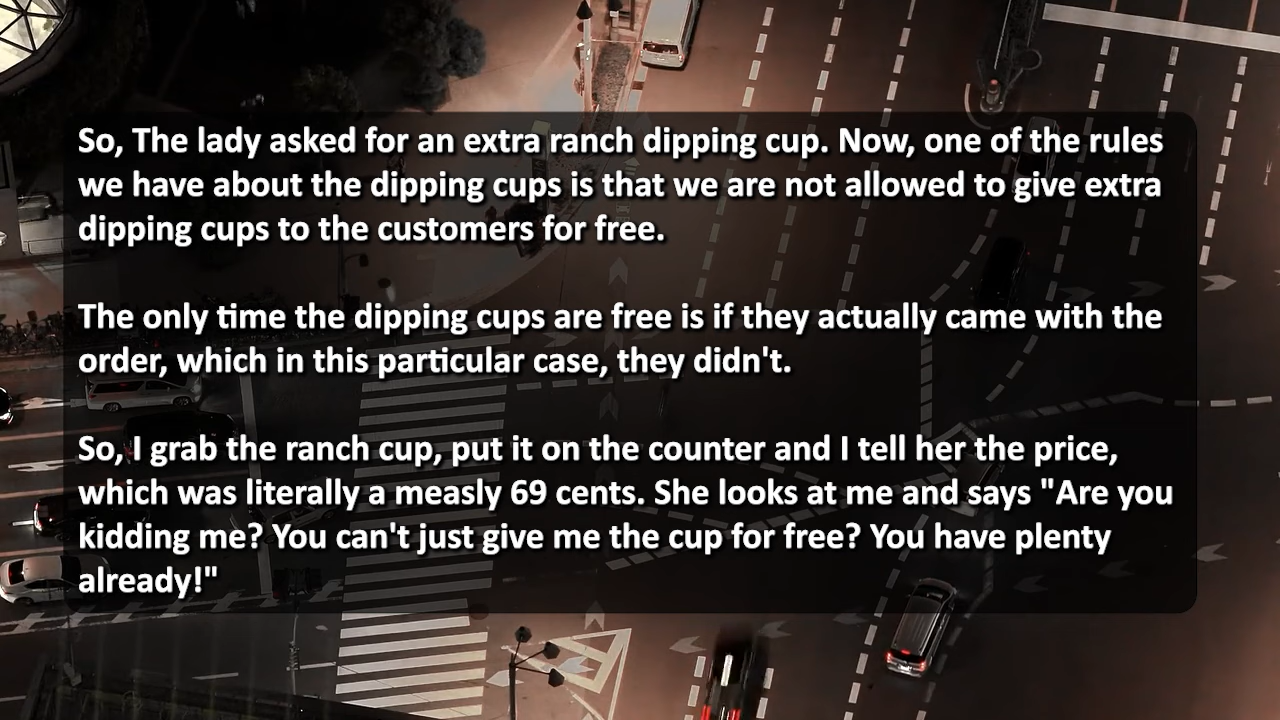 So, The lady asked for an extra ranch dipping cup. Now, one of the rules
we have about the dipping cups is that we are not allowed to give extra
dipping cups to the customers for free.
The only time the dipping cups are free is if they actually came with the
order, which in this particular case, they didn't.
So, I grab the ranch cup, put it on the counter and I tell her the price,
which was literally a measly 69 cents. She looks at me and says "Are you
kidding me? You can't just give me the cup for free? You have plenty
already!"